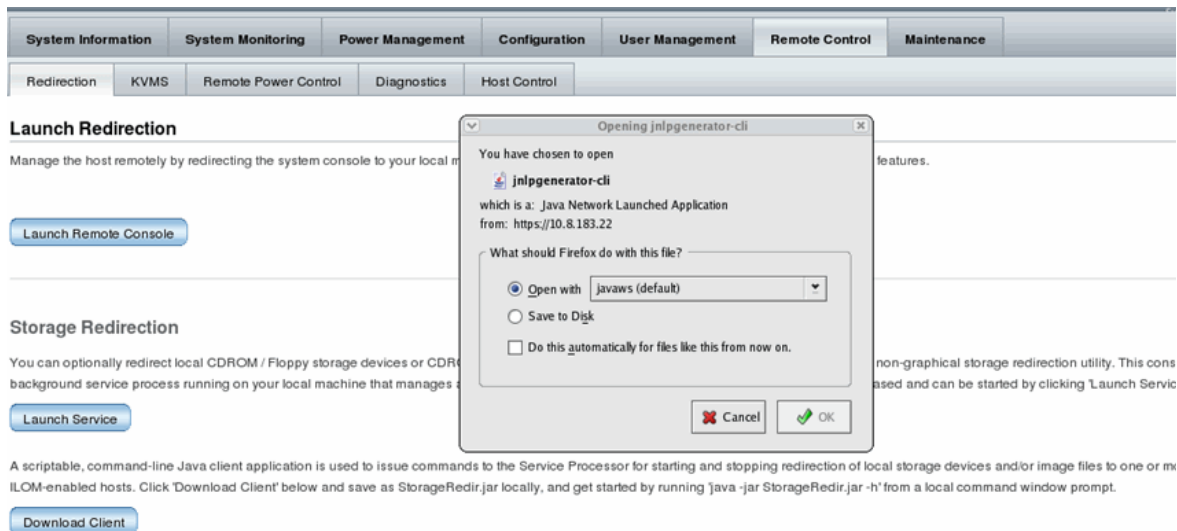 System Information System Monitoring Power Management Configuration User Management Remote Control Maintenance
Redirection KVMS Remote Power Control Diagnostics Host Control
Launch Redirection
Manage the host remotely by redirecting the system console to your local
features.
Launch Remote Console
Storage Redirection
You can optionally redirect local CDROM / Floppy storage devices or
non-graphical storage redirection utility. This
background service process running on your local machine that manages
and can be started by clicking 'Launch
Launch Service
A scriptable, command-line Java client application is used to issue commands to the Service Processor for starting and stopping redirection of local storage devices and/or image files to one or
ILOM-enabled hosts. Click 'Download Client' below and save as StorageRedir.jar locally, and get started by running 'java -jar StorageRedir.jar -h' from a local command window prompt.
Download Client
Opening jnlpgenerator-cli
You have chosen to open
jnlpgenerator-cli
which is a: Java Network Launched Application
from: https://10.8.183.22
What should Firefox do with this file?
Open with javaws (default)
Save to Disk
Do this automatically for files like this from now on.
Cancel OK